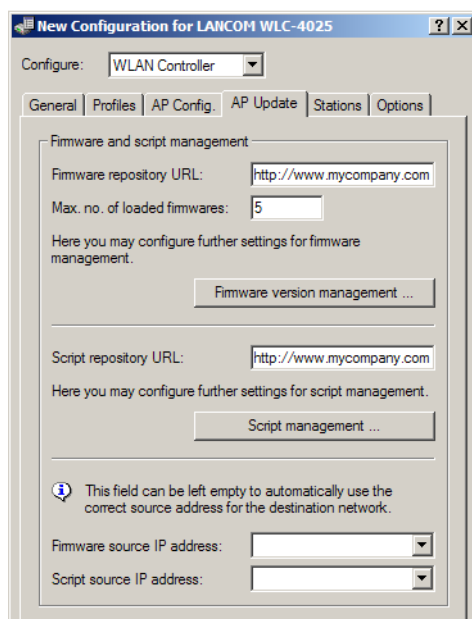 New Configuration for LANCOM WLC-4025
Configure: WLAN Controller
General Profiles AP Config. AP Update Stations Options
Firmware and script management
Firmware repository URL: http://www.mycompany.com
Max. no. of loaded firmwares: 5
Here you may configure further settings for firmware
management.
Firmware version management ...
Script repository URL: http://www.mycompany.com
Here you may configure further settings for script management.
Script management ...
This field can be left empty to automatically use the
correct source address for the destination network.
Firmware source IP address:
Script source IP address: